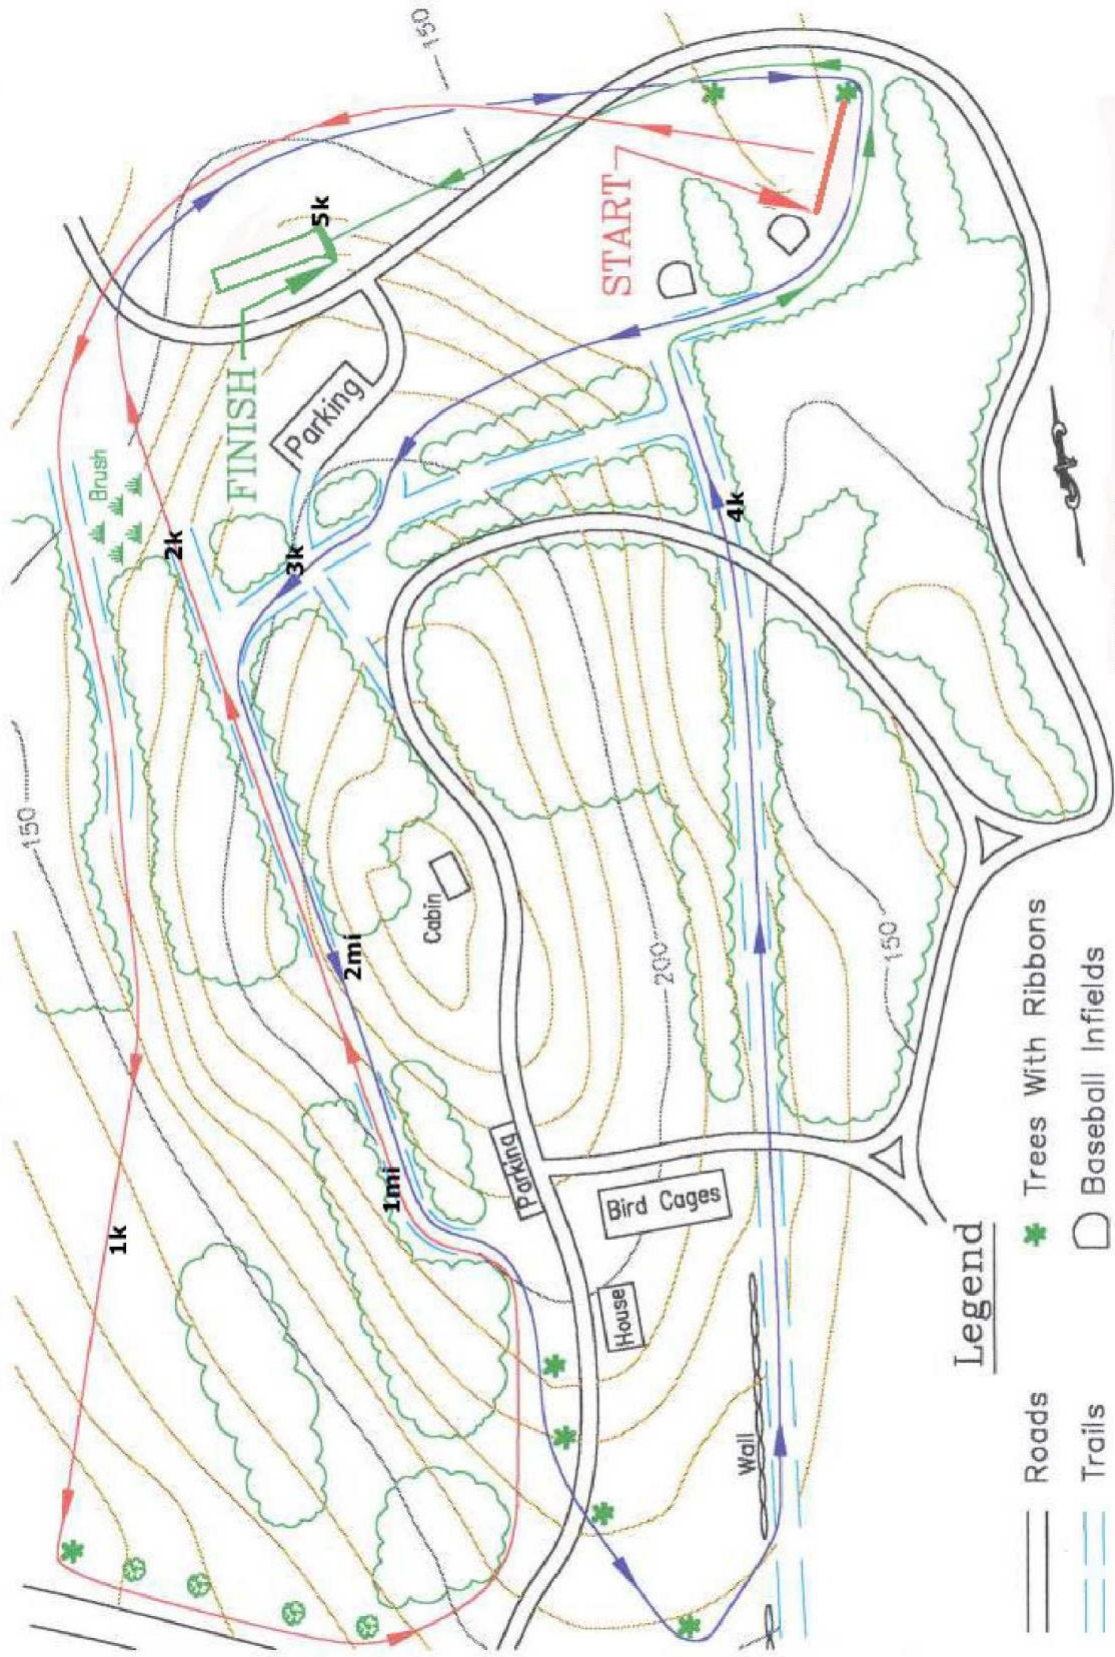 150
START
5k
FINISH
Parking
Brush
2k
3k
4k
150
Cabin
2mi
200
150
1k
1mi
Parking
Bird Cages
House
Wall
Legend
Roads
Trails
Trees With Ribbons
Baseball Infields